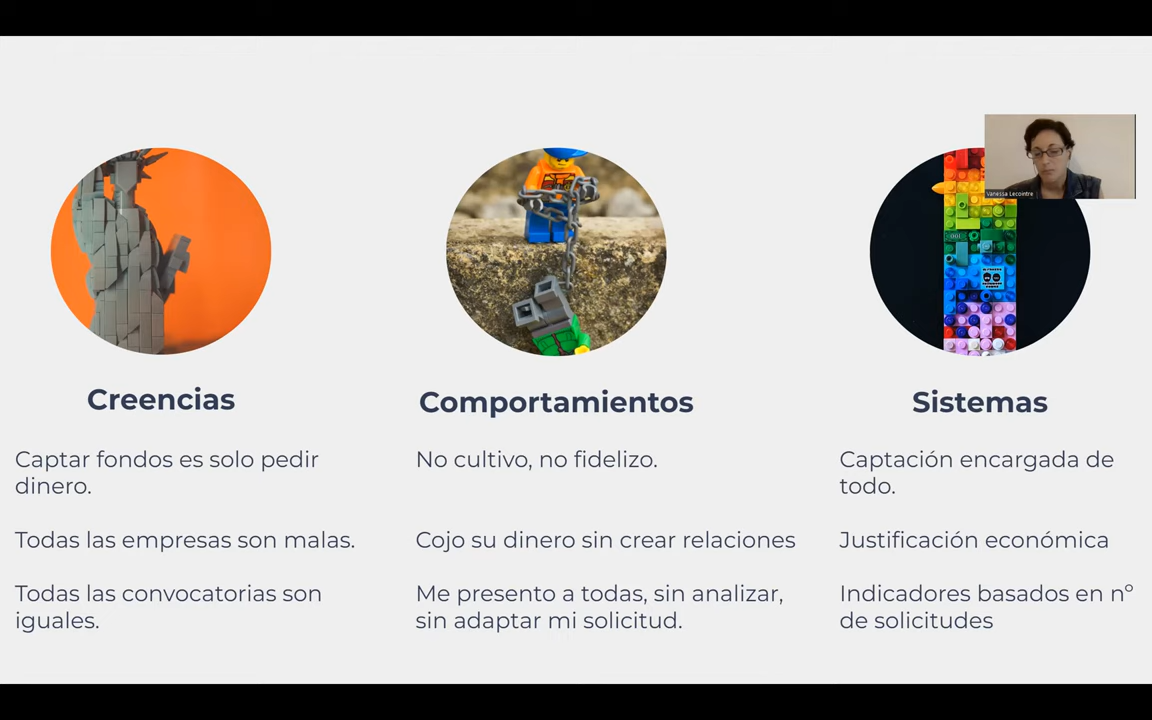 Vanessa Lecointre
Creencias
Captar fondos es solo pedir
dinero.
Todas las empresas son malas.
Todas las convocatorias son
iguales.
Comportamientos
No cultivo, no fidelizo.
Cojo su dinero sin crear relaciones
Me presento a todas, sin analizar,
sin adaptar mi solicitud.
Sistemas
Captación encargada de
todo.
Justificación económica
Indicadores basados en nº
de solicitudes